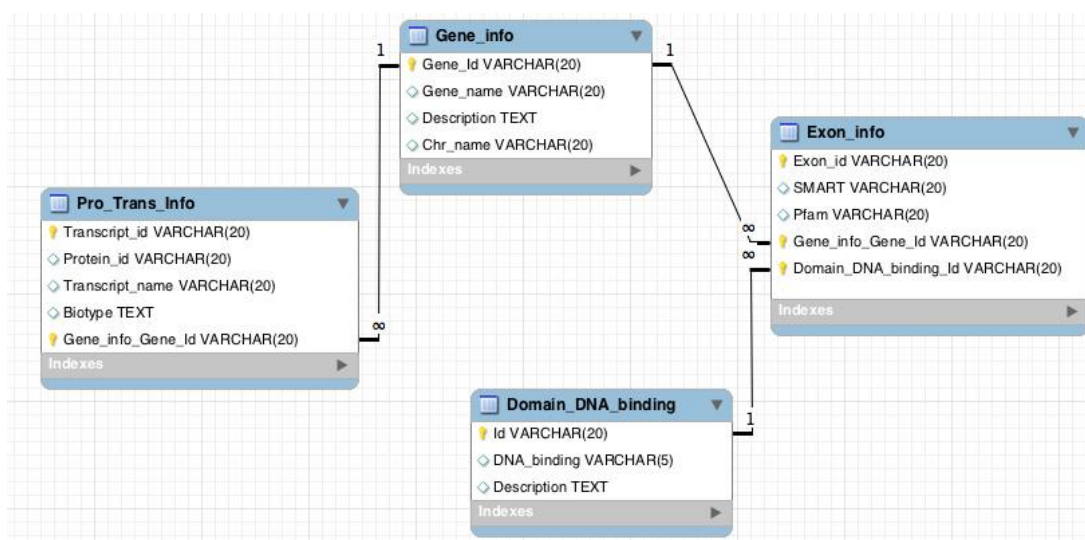 Gene_info
1
1
Gene_Id VARCHAR(20)
Gene_name VARCHAR(20)
Description TEXT
Chr_name VARCHAR(20)
Indexes
Exon_info
Exon_id VARCHAR(20)
SMART VARCHAR(20)
Pfam VARCHAR(20)
∞
Gene_info_Gene_Id VARCHAR(20)
∞
Domain_DNA_binding_Id VARCHAR(20)
Indexes
Pro_Trans_Info
Transcript_id VARCHAR(20)
Protein_id VARCHAR(20)
Transcript_name VARCHAR(20)
Biotype TEXT
∞
Gene_info_Gene_Id VARCHAR(20)
Indexes
Domain_DNA_binding
1
Id VARCHAR(20)
DNA_binding VARCHAR(5)
Description TEXT
Indexes